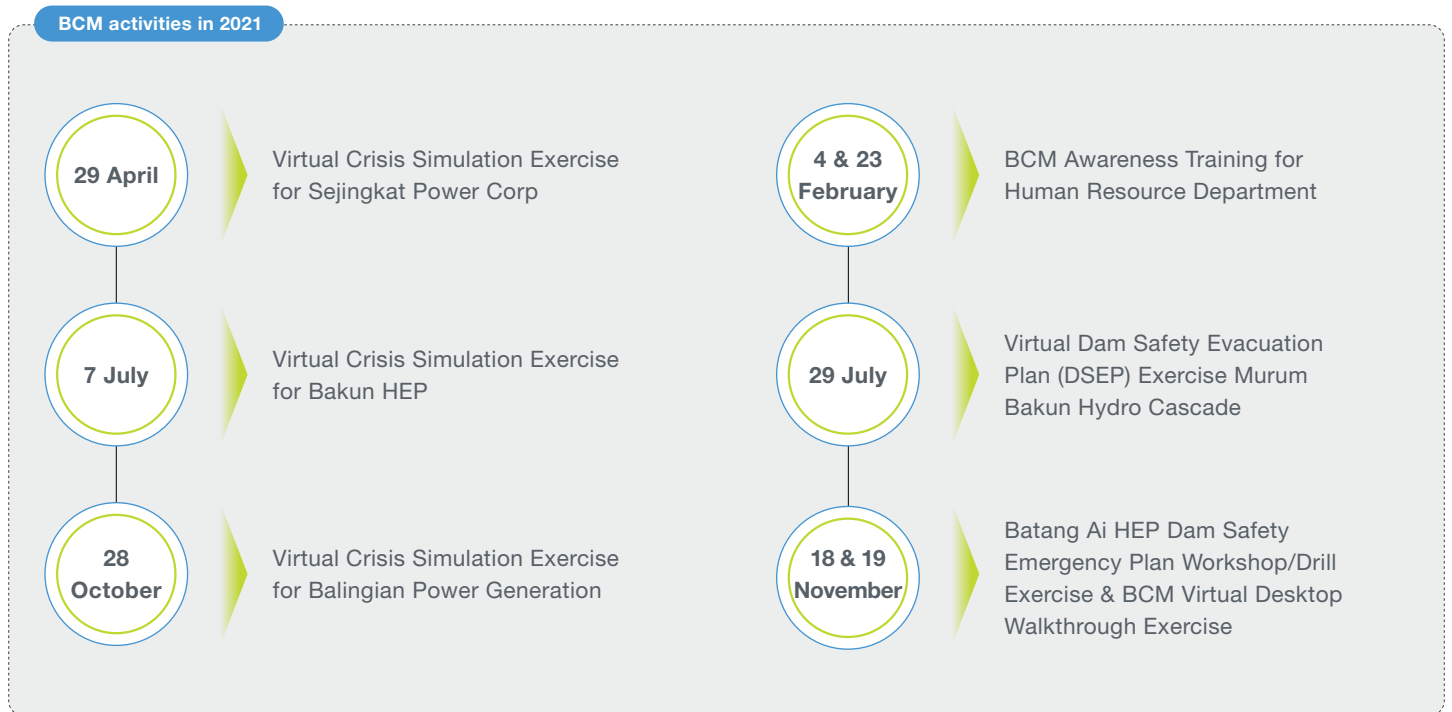 BCM activities in 2021
29 April
Virtual Crisis Simulation Exercise
for Sejingkat Power Corp
7 July
Virtual Crisis Simulation Exercise
for Bakun HEP
28
October
Virtual Crisis Simulation Exercise
for Balingian Power Generation
4 & 23
February
BCM Awareness Training for
Human Resource Department
29 July
Virtual Dam Safety Evacuation
Plan (DSEP) Exercise Murum
Bakun Hydro Cascade
18 & 19
November
Batang Ai HEP Dam Safety
Emergency Plan Workshop/Drill
Exercise & BCM Virtual Desktop
Walkthrough Exercise